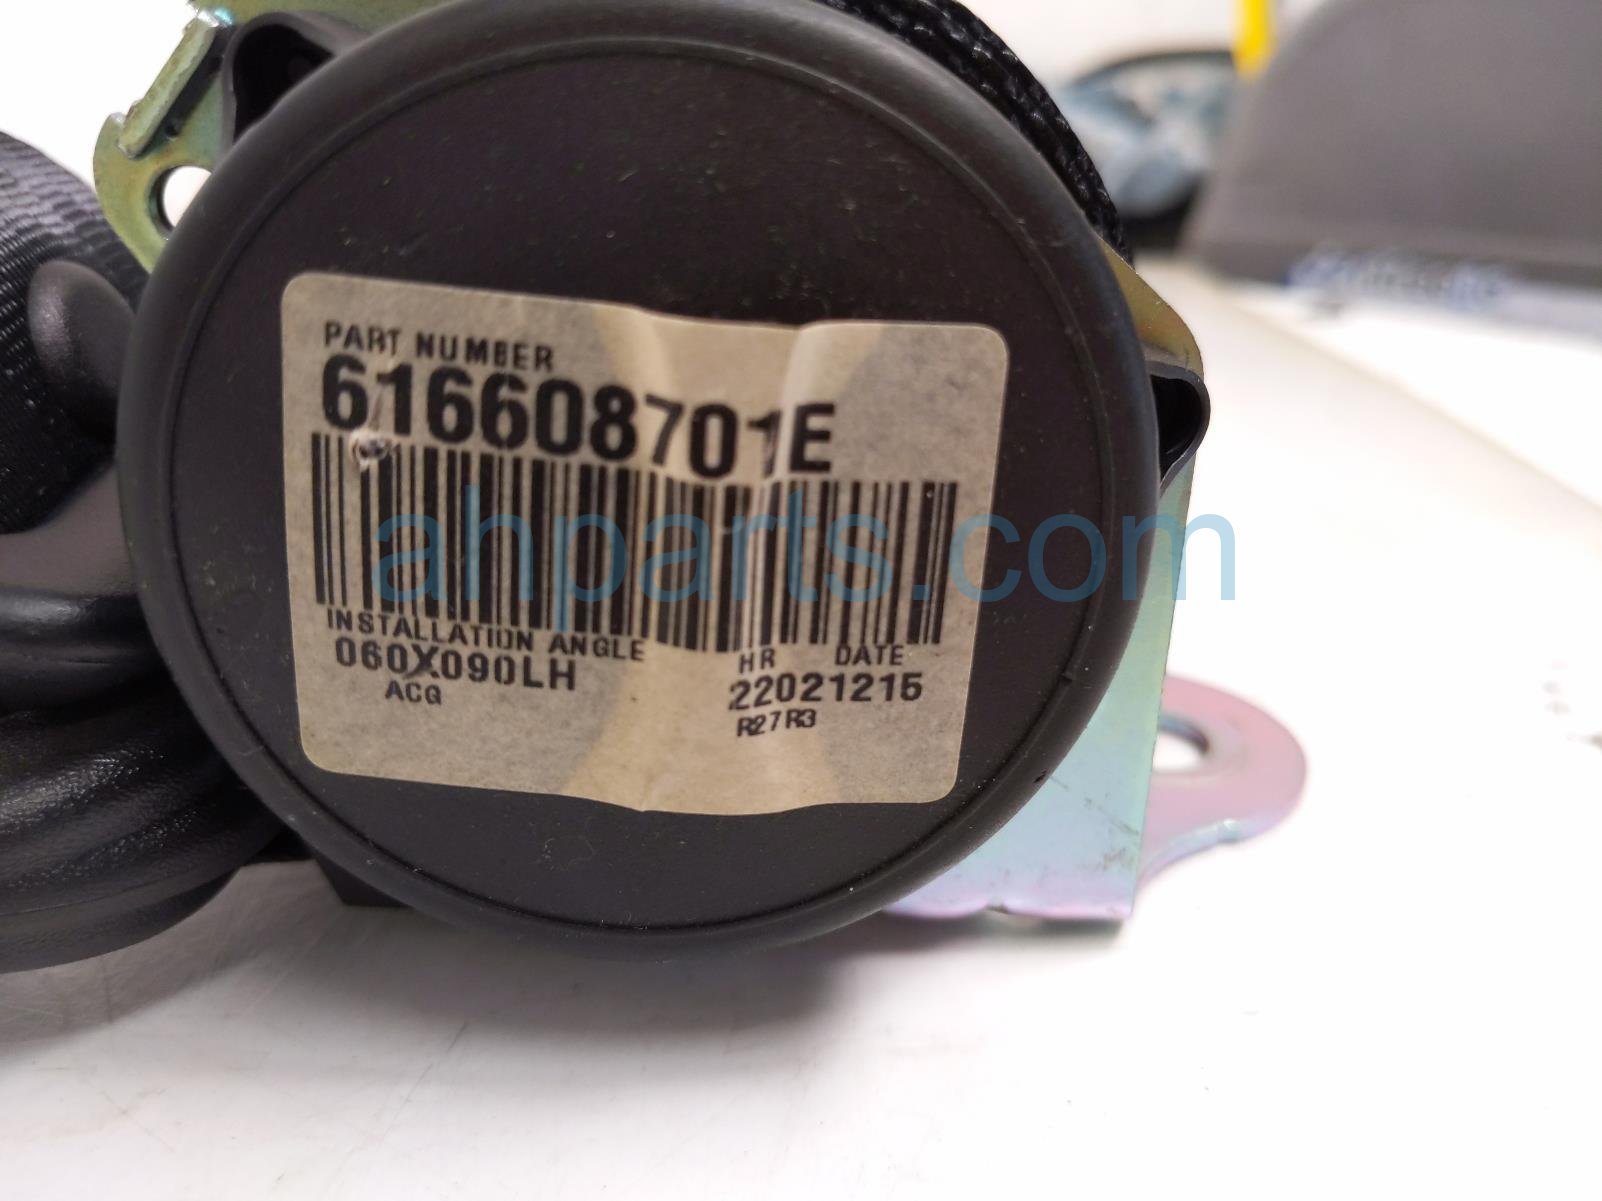 PART NUMBER
616608701E
ahparts.com
INSTALLATION ANGLE
060X090LH
ACG
HR DATE
22021215
R27R3